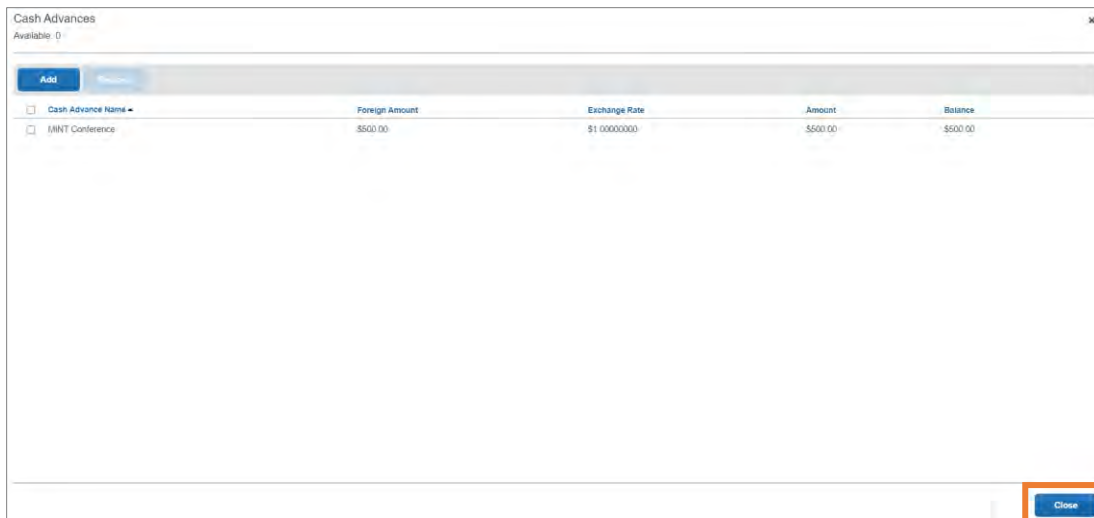 Cash Advances
Available: 0
Add
Cash Advance Name Foreign Amount Exchange Rate Amount Balance
MINT Conference $500.00 $1.00000000 $500.00 $500.00
Close